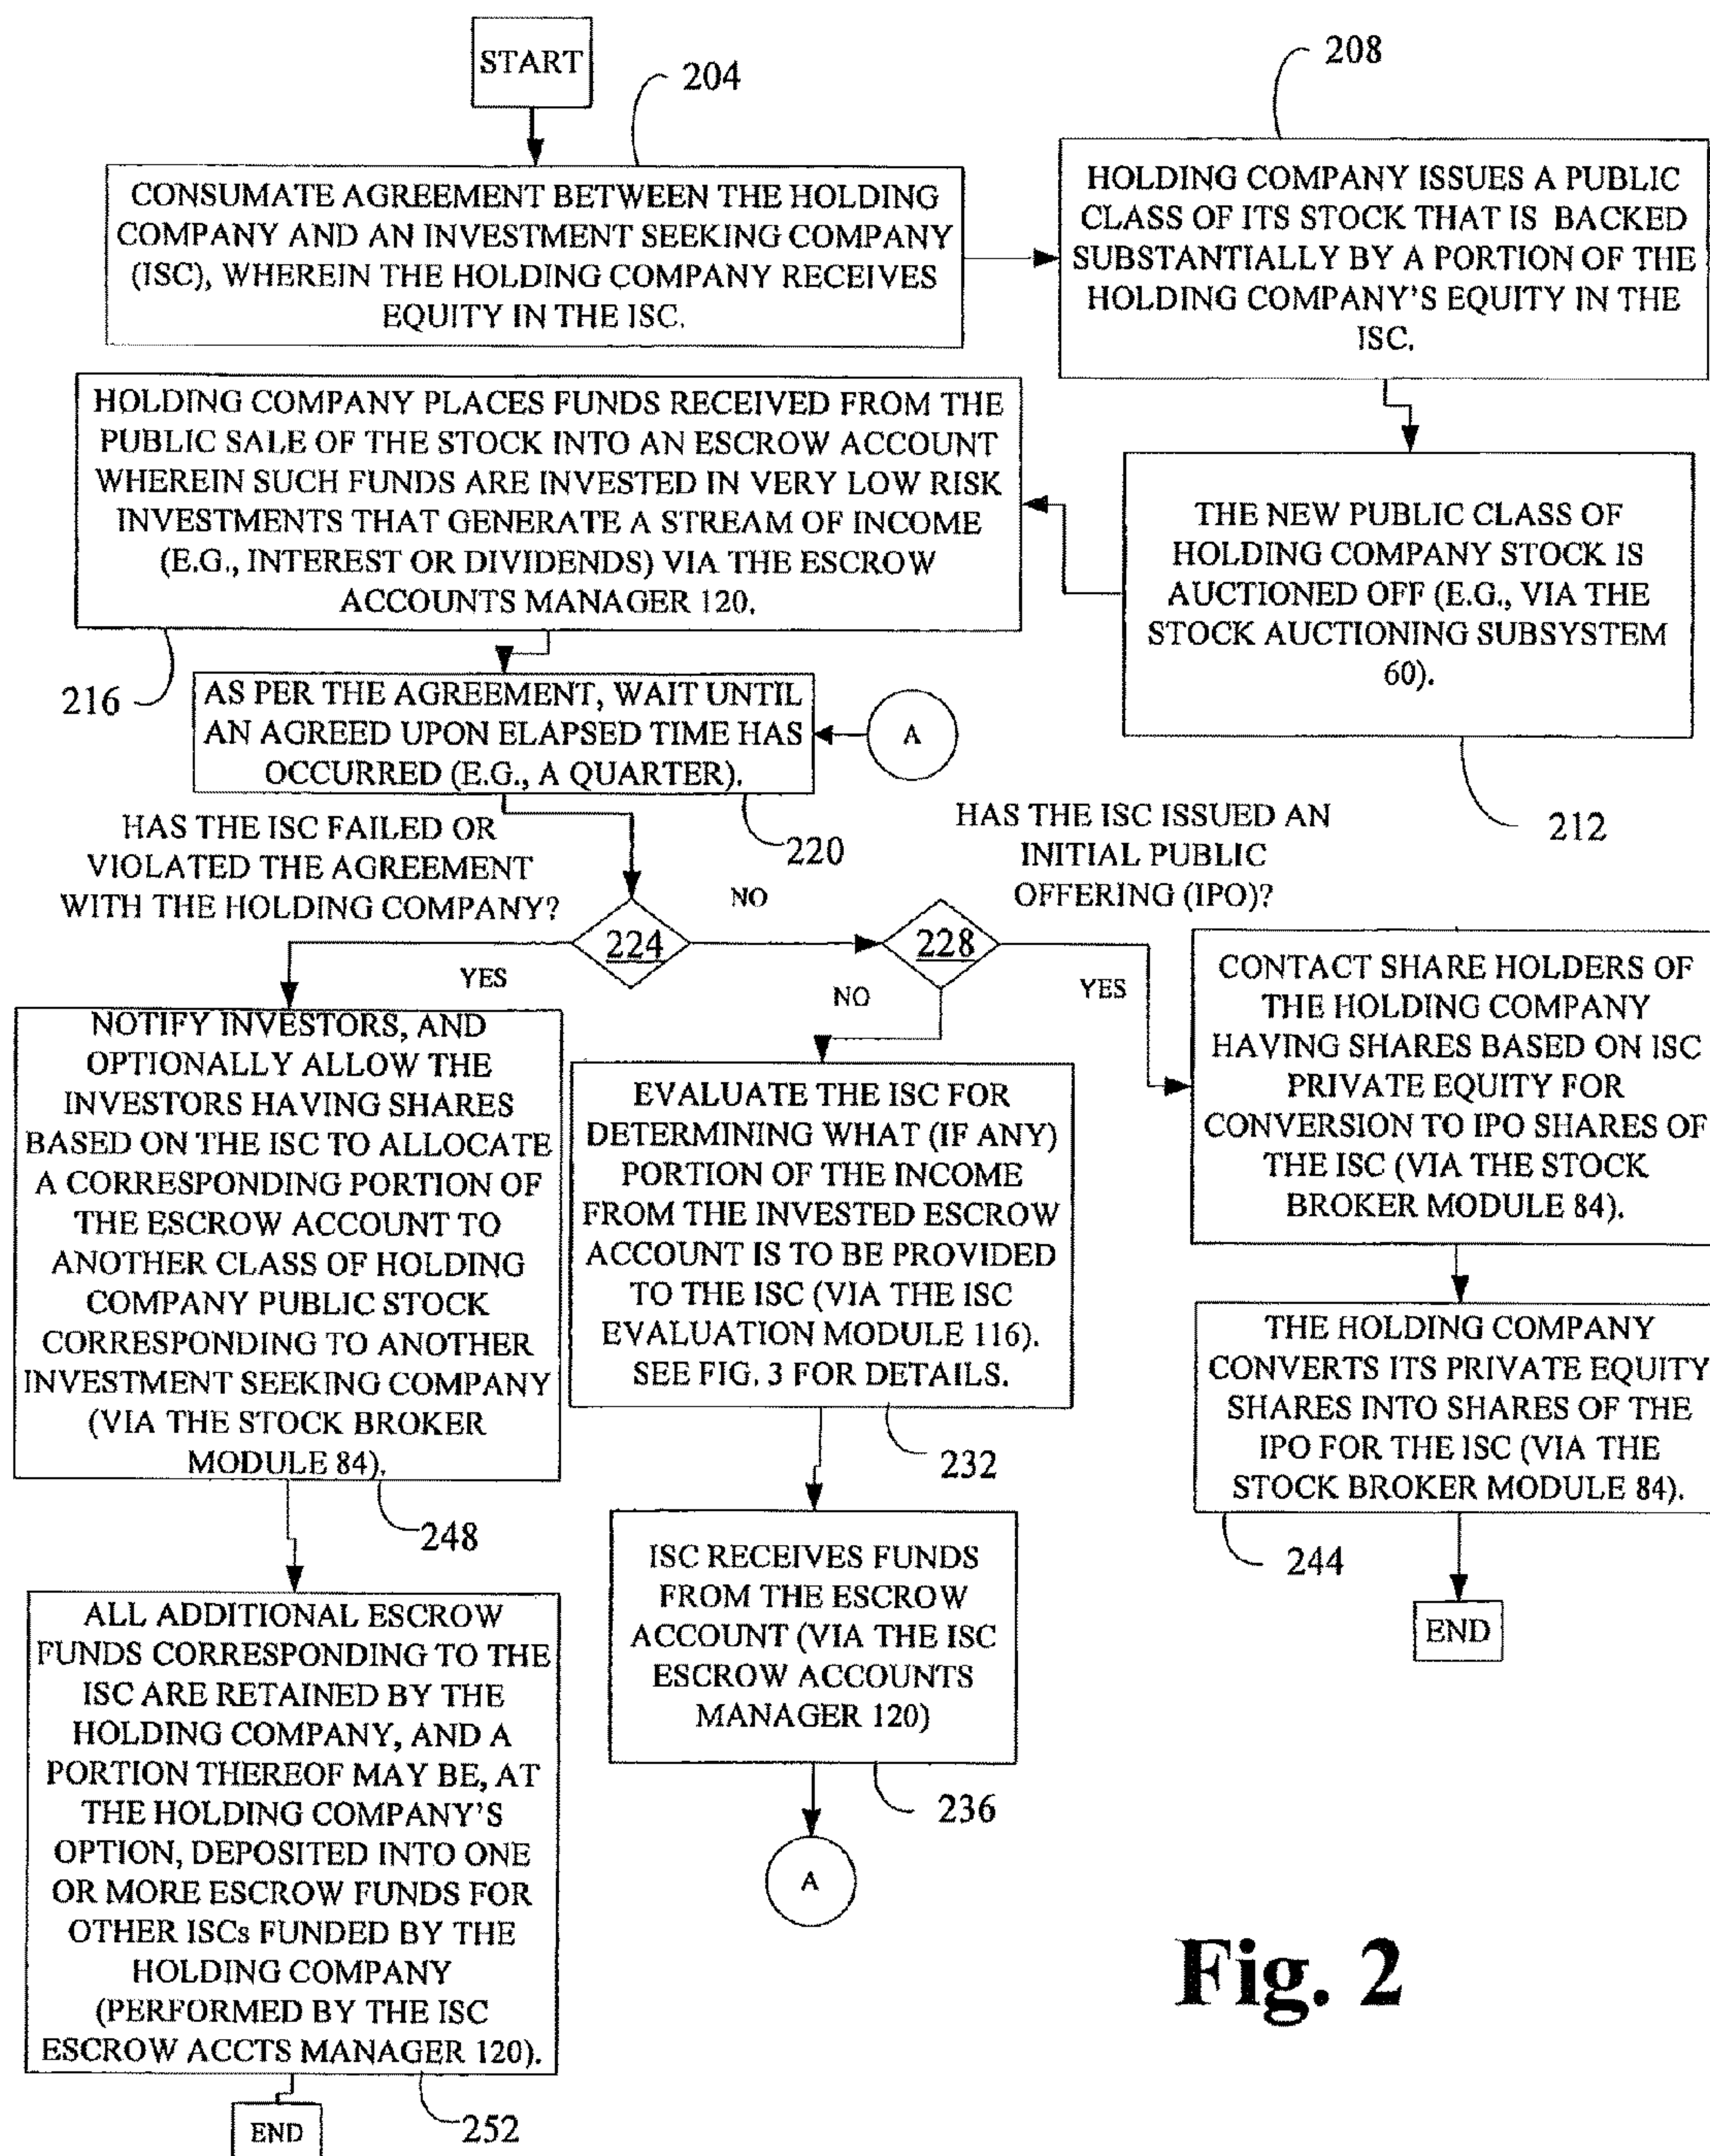 START
204
208
CONSUMATE AGREEMENT BETWEEN THE HOLDING
COMPANY AND AN INVESTMENT SEEKING COMPANY
(ISC), WHEREIN THE HOLDING COMPANY RECEIVES
EQUITY IN THE ISC.
HOLDING COMPANY ISSUES A PUBLIC
CLASS OF ITS STOCK THAT IS BACKED
SUBSTANTIALLY BY A PORTION OF THE
HOLDING COMPANY'S EQUITY IN THE
ISC.
HOLDING COMPANY PLACES FUNDS RECEIVED FROM THE
PUBLIC SALE OF THE STOCK INTO AN ESCROW ACCOUNT
WHEREIN SUCH FUNDS ARE INVESTED IN VERY LOW RISK
INVESTMENTS THAT GENERATE A STREAM OF INCOME
(E.G., INTEREST OR DIVIDENDS) VIA THE ESCROW
ACCOUNTS MANAGER 120.
THE NEW PUBLIC CLASS OF
HOLDING COMPANY STOCK IS
AUCTIONED OFF (E.G., VIA THE
STOCK AUCTIONING SUBSYSTEM
60).
216
AS PER THE AGREEMENT, WAIT UNTIL
AN AGREED UPON ELAPSED TIME HAS
OCCURRED (E.G., A QUARTER).
A
220
212
HAS THE ISC FAILED OR
VIOLATED THE AGREEMENT
WITH THE HOLDING COMPANY?
HAS THE ISC ISSUED AN
INITIAL PUBLIC
OFFERING (IPO)?
NO
224
228
YES
NO
YES
NOTIFY INVESTORS, AND
OPTIONALLY ALLOW THE
INVESTORS HAVING SHARES
BASED ON THE ISC TO ALLOCATE
A CORRESPONDING PORTION OF
THE ESCROW ACCOUNT TO
ANOTHER CLASS OF HOLDING
COMPANY PUBLIC STOCK
CORRESPONDING TO ANOTHER
INVESTMENT SEEKING COMPANY
(VIA THE STOCK BROKER
MODULE 84).
248
EVALUATE THE ISC FOR
DETERMINING WHAT (IF ANY)
PORTION OF THE INCOME
FROM THE INVESTED ESCROW
ACCOUNT IS TO BE PROVIDED
TO THE ISC (VIA THE ISC
EVALUATION MODULE 116).
SEE FIG. 3 FOR DETAILS.
232
CONTACT SHARE HOLDERS OF
THE HOLDING COMPANY
HAVING SHARES BASED ON ISC
PRIVATE EQUITY FOR
CONVERSION TO IPO SHARES OF
THE ISC (VIA THE STOCK
BROKER MODULE 84).
THE HOLDING COMPANY
CONVERTS ITS PRIVATE EQUITY
SHARES INTO SHARES OF THE
IPO FOR THE ISC (VIA THE
STOCK BROKER MODULE 84).
244
END
ALL ADDITIONAL ESCROW
FUNDS CORRESPONDING TO THE
ISC ARE RETAINED BY THE
HOLDING COMPANY, AND A
PORTION THEREOF MAY BE, AT
THE HOLDING COMPANY'S
OPTION, DEPOSITED INTO ONE
OR MORE ESCROW FUNDS FOR
OTHER ISCs FUNDED BY THE
HOLDING COMPANY
(PERFORMED BY THE ISC
ESCROW ACCTS MANAGER 120).
252
END
ISC RECEIVES FUNDS
FROM THE ESCROW
ACCOUNT (VIA THE ISC
ESCROW ACCOUNTS
MANAGER 120)
236
A
Fig. 2